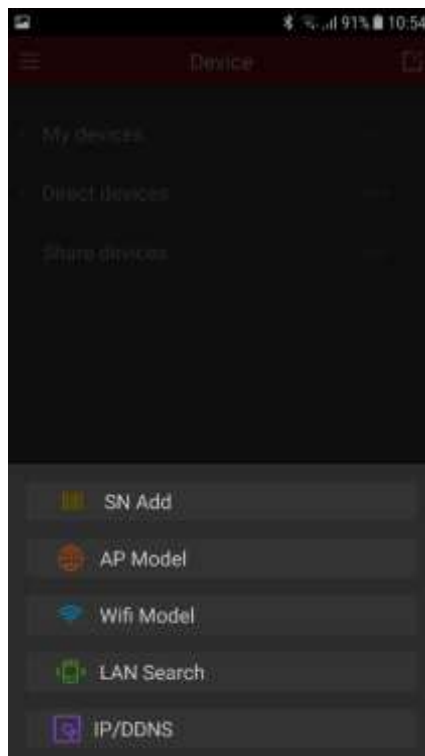 91% 10:54
Device
My devices
Direct devices
Share devices
SN Add
AP Model
Wifi Model
LAN Search
IP/DDNS